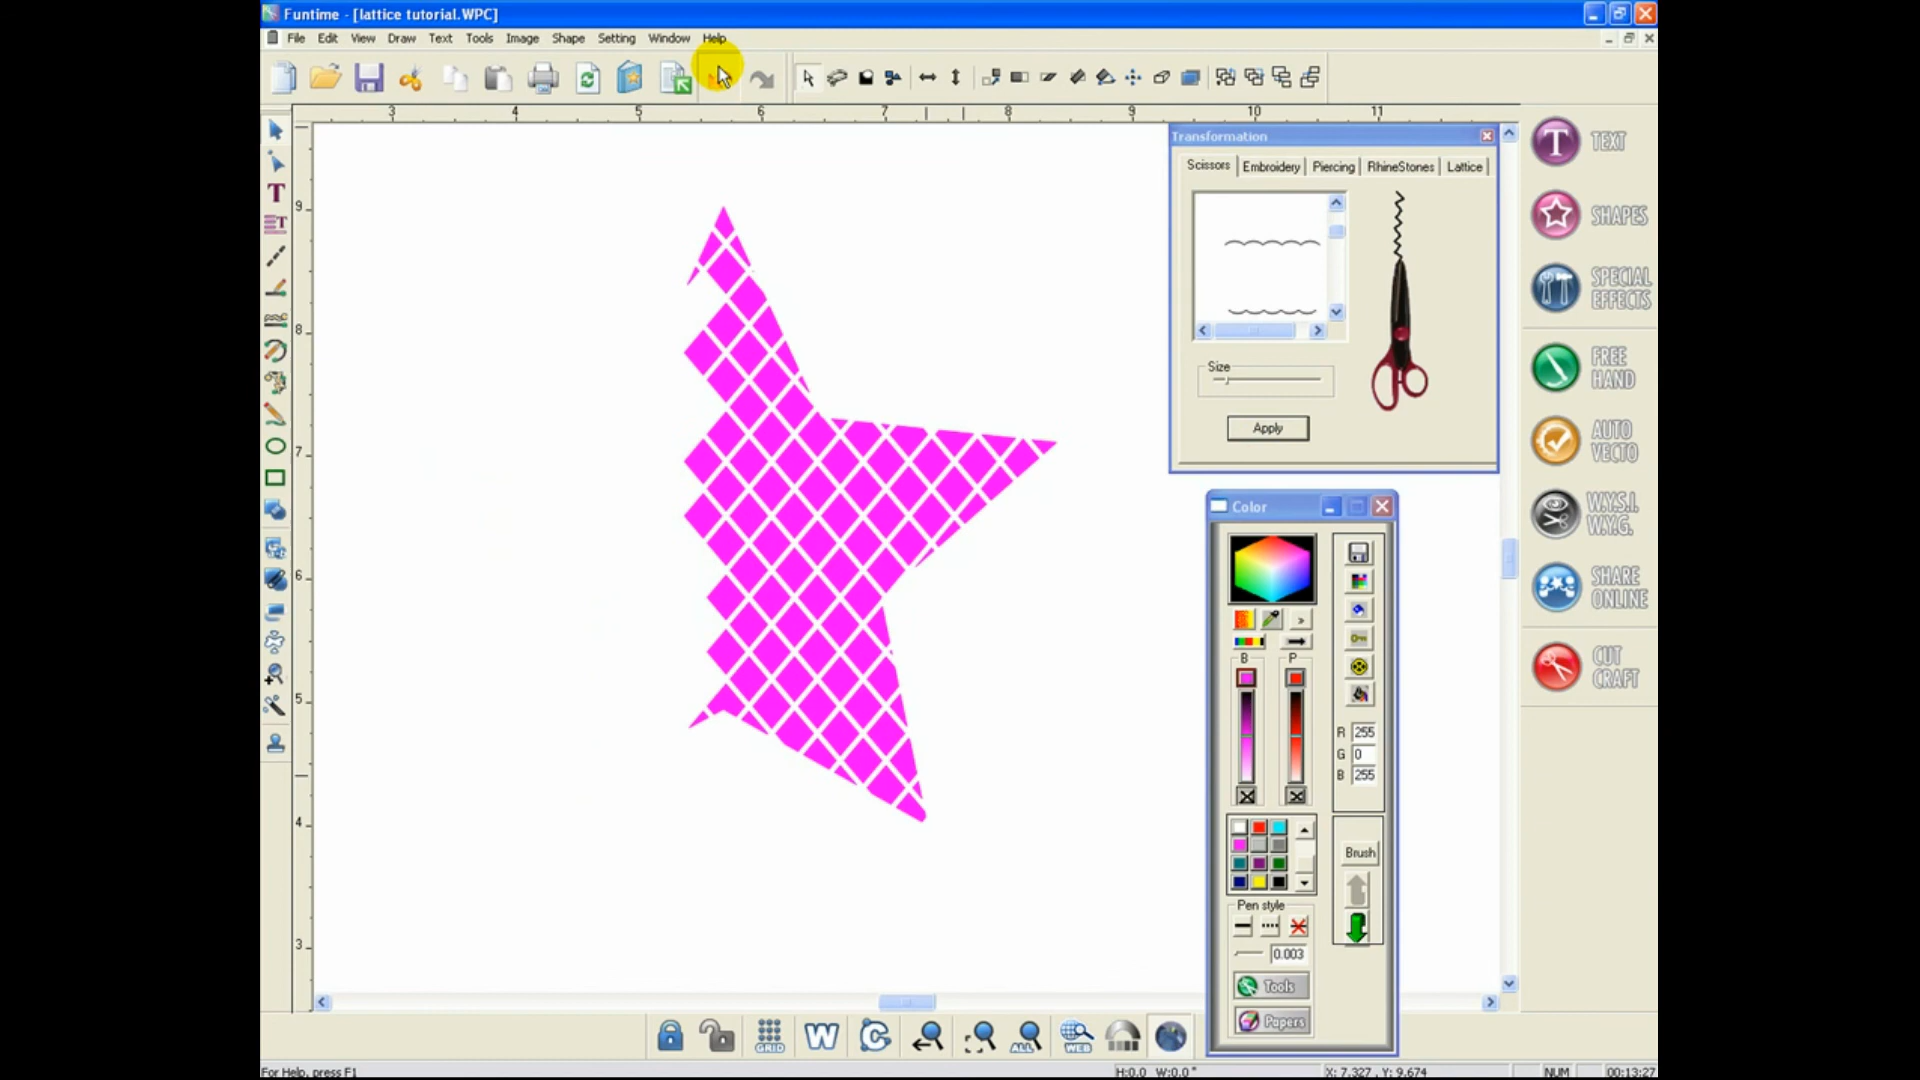 Funtime - [lattice tutorial.WPC]
File Edit View Draw Text Tools Image Shape Setting Window Help
3 4 5 6 7 8 9 10 11
Transformation
Scissors Embroidery Piercing RhineStones Lattice
Size
Apply
9
8
7
6
5
4
3
T T
T
TEXT
SHAPES
SPECIAL
EFFECTS
FREE
HAND
AUTO
VECTO
W.Y.S.I.
W.Y.G.
SHARE
ONLINE
CUT
CRAFT
Color
B P
R 255
G 0
B 255
Brush
Pen style
0.003
Tools
Papers
GRID W C ALL WEB
For Help, press F1
H:0.0 W:0.0" X: 7.327 , Y: 9.674 NUM 00:13:27